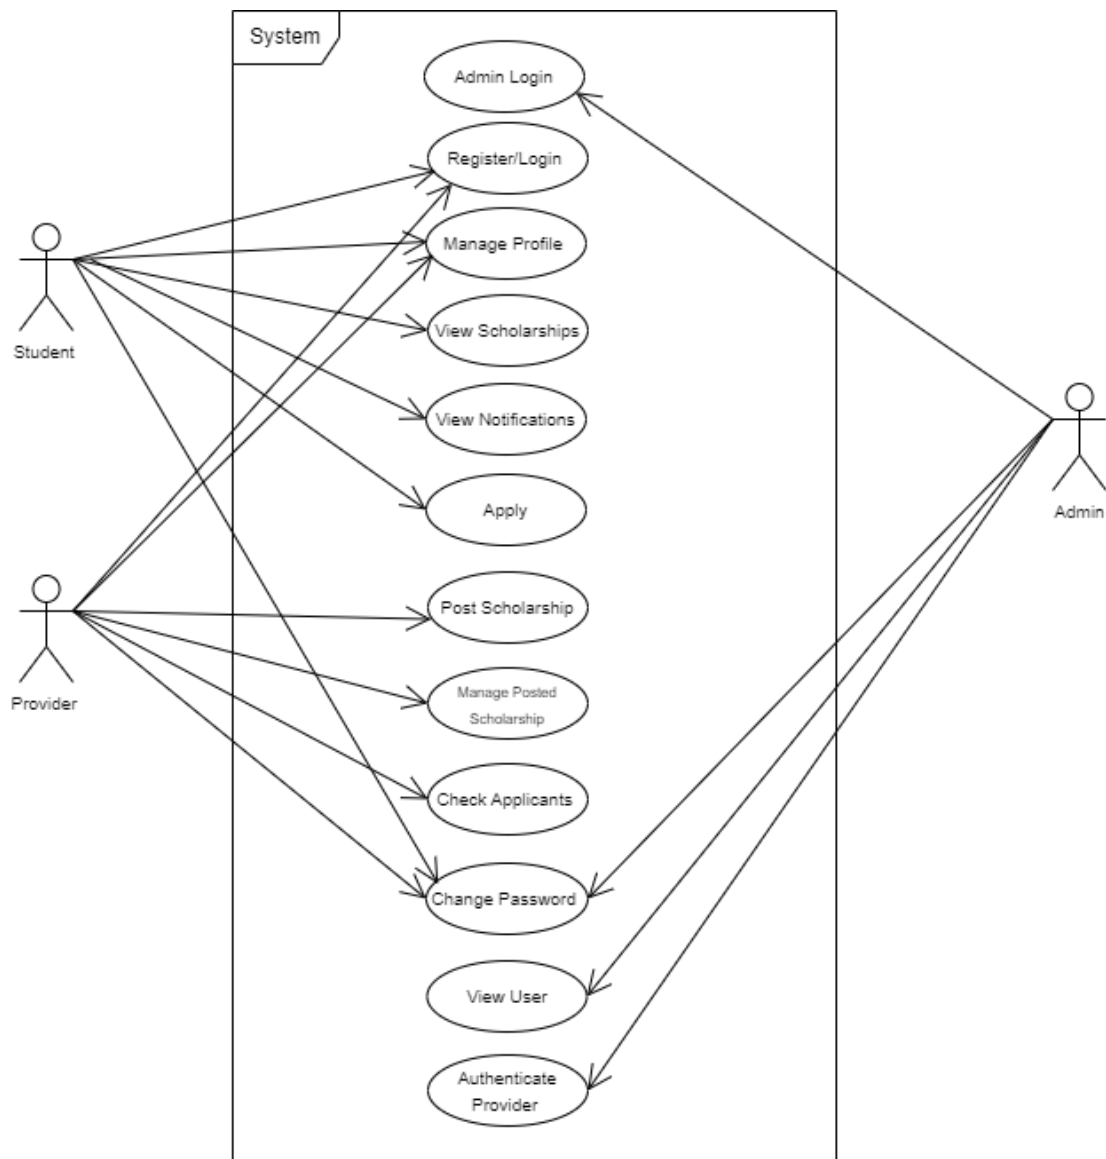 System
Admin Login
Register/Login
Manage Profile
View Scholarships
Student
View Notifications
Apply
Admin
Post Scholarship
Provider
Manage Posted
Scholarship
Check Applicants
Change Password
View User
Authenticate
Provider